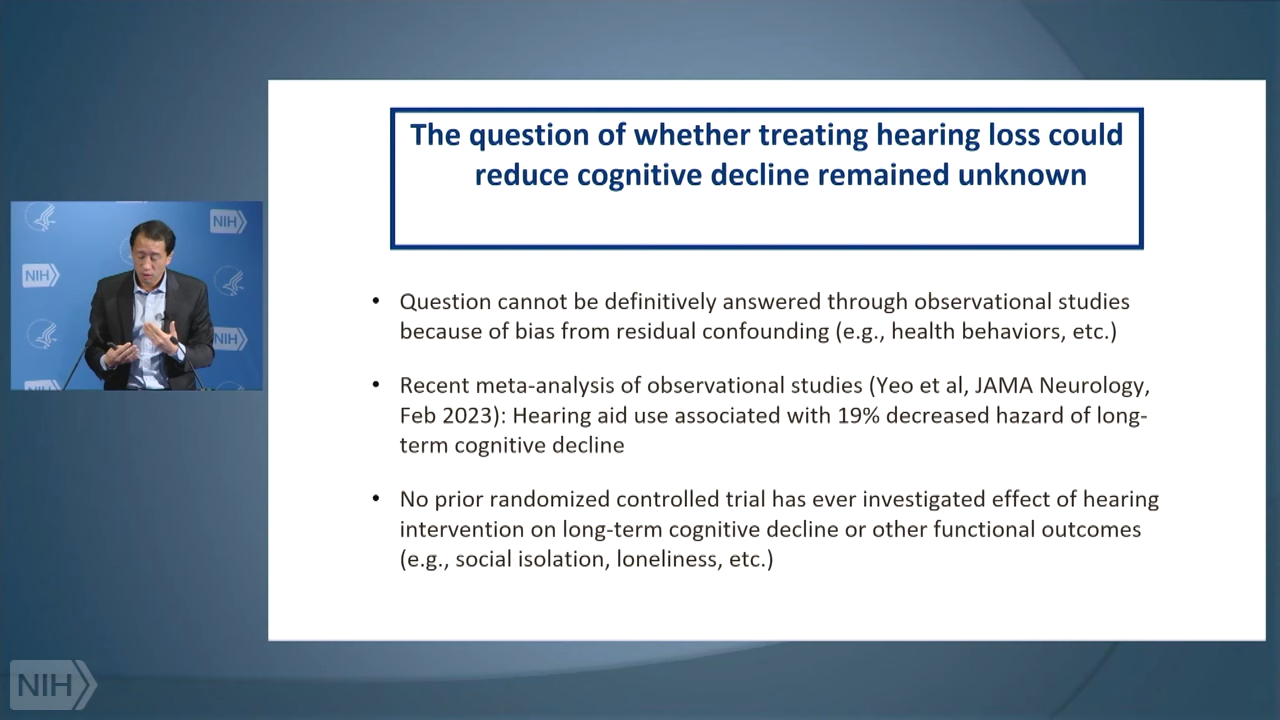 The question of whether treating hearing loss could
reduce cognitive decline remained unknown
• Question cannot be definitively answered through observational studies
because of bias from residual confounding (e.g., health behaviors, etc.)
• Recent meta-analysis of observational studies (Yeo et al, JAMA Neurology,
Feb 2023): Hearing aid use associated with 19% decreased hazard of long-
term cognitive decline
• No prior randomized controlled trial has ever investigated effect of hearing
intervention on long-term cognitive decline or other functional outcomes
(e.g., social isolation, loneliness, etc.)
NIH
NIH
NIH
NIH
NIH
NIH